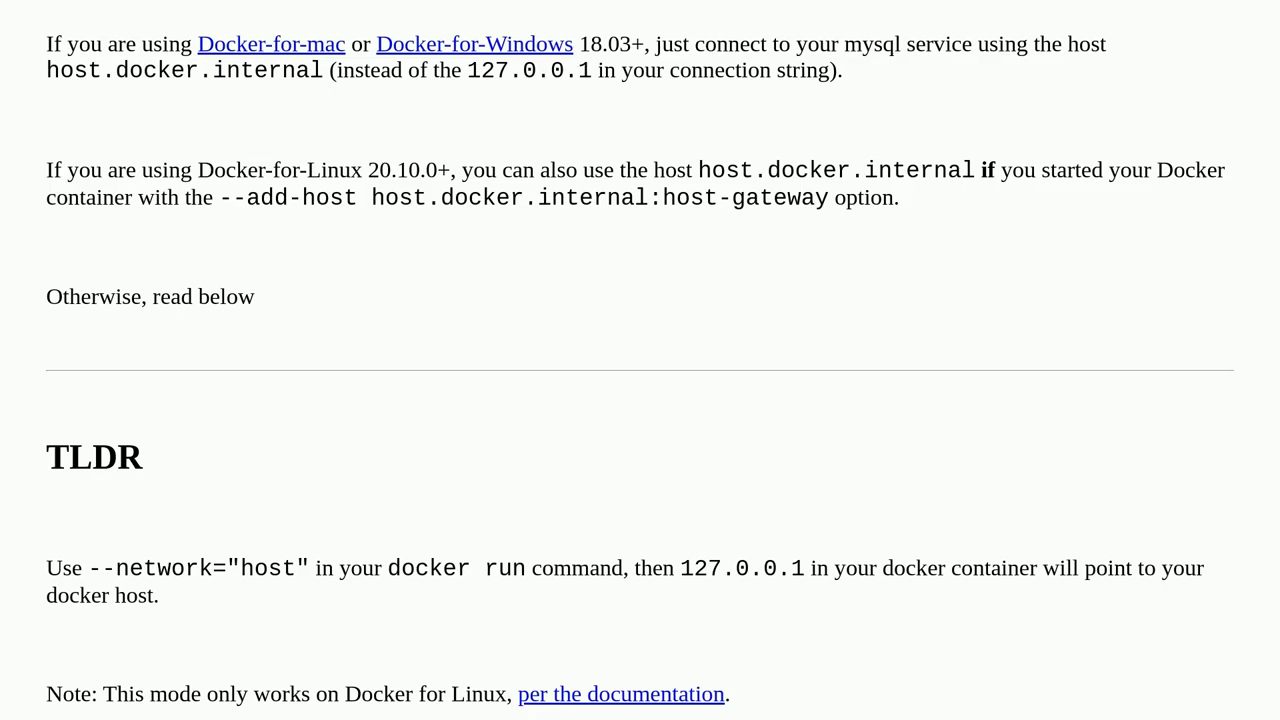 If you are using Docker-for-mac or Docker-for-Windows 18.03+, just connect to your mysql service using the host
host.docker.internal (instead of the 127.0.0.1 in your connection string).
If you are using Docker-for-Linux 20.10.0+, you can also use the host host.docker.internal if you started your Docker
container with the --add-host host.docker.internal:host-gateway option.
Otherwise, read below
TLDR
Use --network="host" in your docker run command, then 127.0.0.1 in your docker container will point to your
docker host.
Note: This mode only works on Docker for Linux, per the documentation.